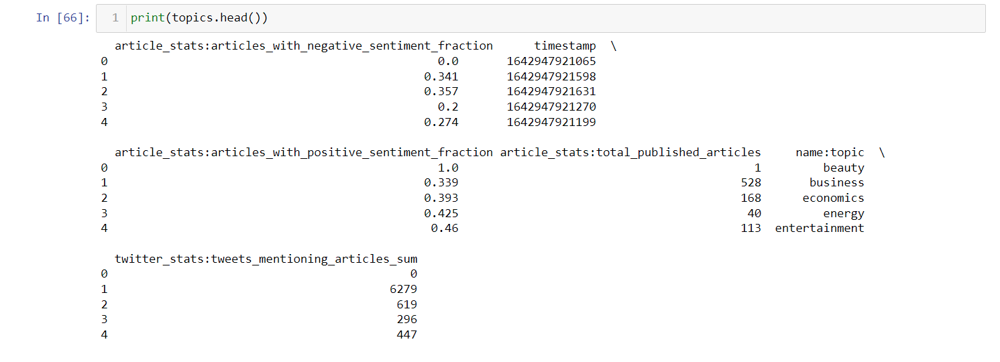 In [66]: 1 print(topics.head())
article_stats:articles_with_negative_sentiment_fraction timestamp \
0 0.0 1642947921065
1 0.341 1642947921598
2 0.357 1642947921631
3 0.2 1642947921270
4 0.274 1642947921199
article_stats:articles_with_positive_sentiment_fraction article_stats:total_published_articles name:topic \
0 1.0 1 beauty
1 0.339 528 business
2 0.393 168 economics
3 0.425 40 energy
4 0.46 113 entertainment
twitter_stats:tweets_mentioning_articles_sum
0 0
1 6279
2 619
3 296
4 447